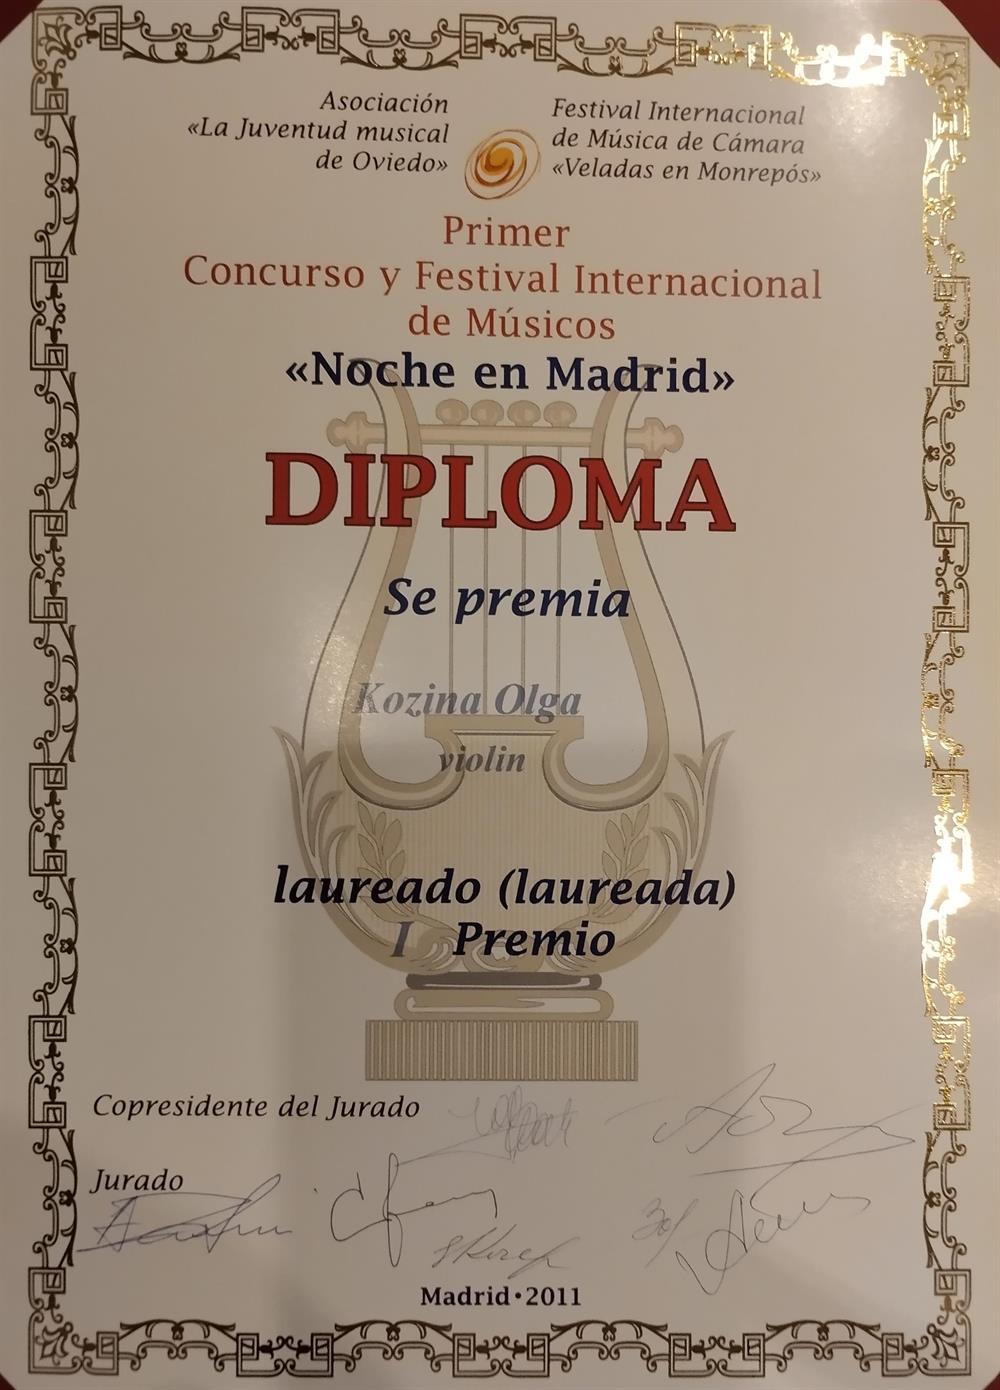 Asociación
«La Juventud musical
de Oviedo»
Festival Internacional
de Música de Cámara
«Veladas en Monrepós»
Primer
Concurso y Festival Internacional
de Músicos
«Noche en Madrid»
DIPLOMA
Se premia
Kozina Olga
violin
laureado (laureada)
I Premio
Copresidente del Jurado
Jurado
Madrid•2011